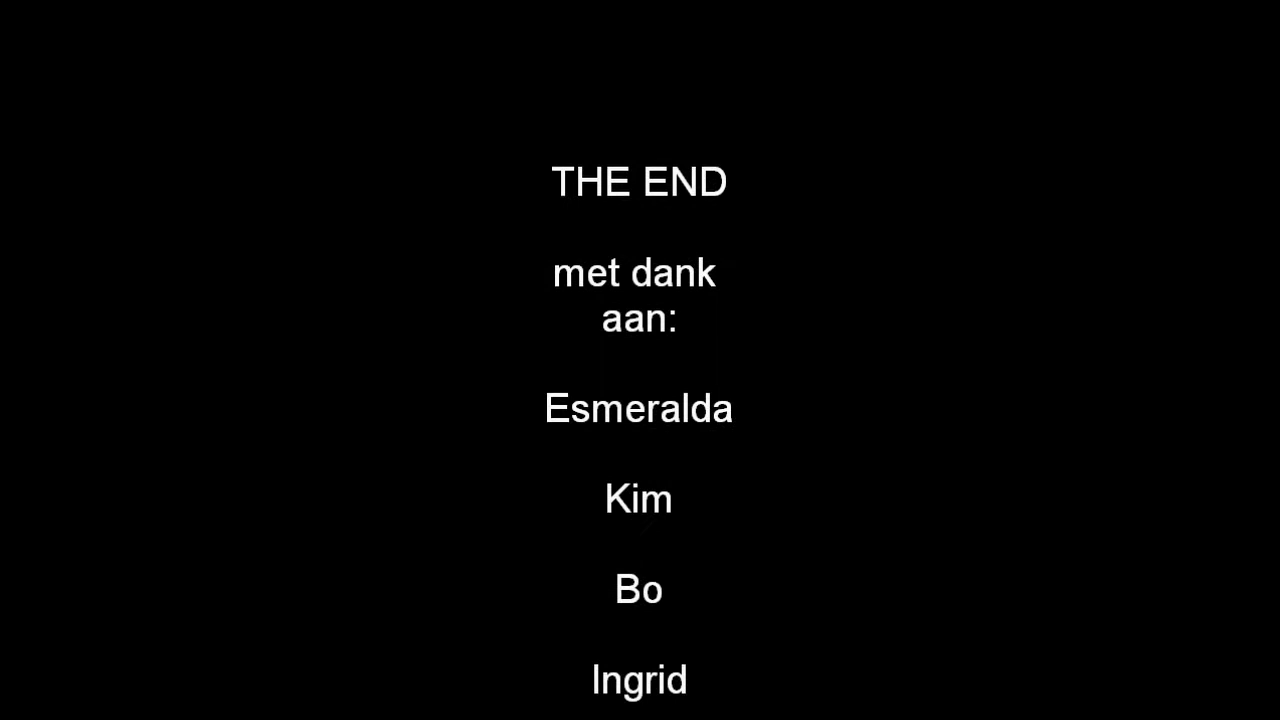 THE END
met dank
aan:
Esmeralda
Kim
Bo
Ingrid